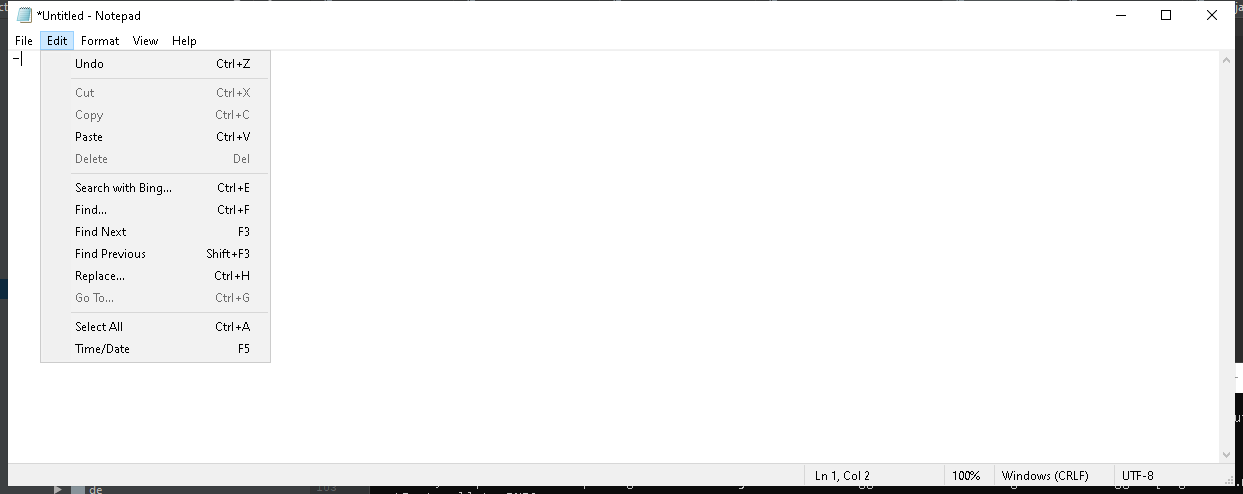 *Untitled - Notepad
File Edit Format View Help
-
Undo Ctrl+Z
Cut Ctrl+X
Copy Ctrl+C
Paste Ctrl+V
Delete Del
Search with Bing... Ctrl+E
Find... Ctrl+F
Find Next F3
Find Previous Shift+F3
Replace... Ctrl+H
Go To... Ctrl+G
Select All Ctrl+A
Time/Date F5
Ln 1, Col 2 100% Windows (CRLF) UTF-8
de